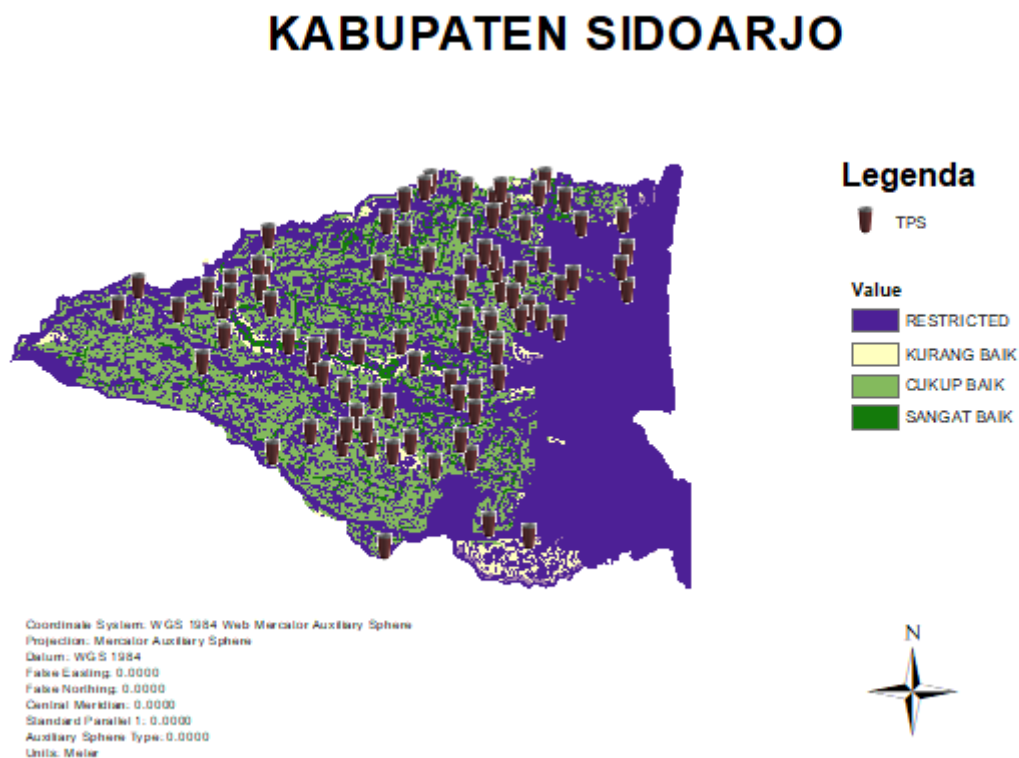 KABUPATEN SIDOARJO
Legenda
TPS
Value
RESTRICTED
KURANG BAIK
CUKUP BAIK
SANGAT BAIK
Coordinate System: WGS 1984 Web Mercator Auxiliary Sphere
Projection: Mercator Auxiliary Sphere
Datum: WGS 1984
False Easting: 0.0000
False Northing: 0.0000
Central Meridian: 0.0000
Standard Parallel 1: 0.0000
Auxiliary Sphere Type: 0.0000
Units: Meter
N